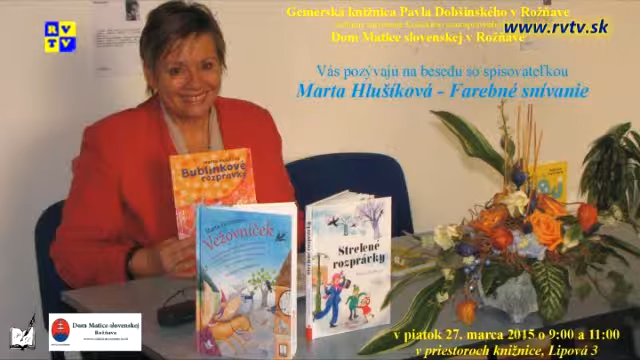 RV
TV
Gemerská knižnica Pavla Dobšinského v Rožňave
www.rvtv.sk
Dom Matice slovenskej v Rožňave
Vás pozývajú na besedu so spisovateľkou
Marta Hlušíková - Farebné snívanie
Bublinkové
rozprávky
Vežovníček
Strelené
rozprávky
Dom Matice slovenskej
Rožňava
v piatok 27. marca 2015 o 9:00 a 11:00
v priestoroch knižnice, Lipová 3